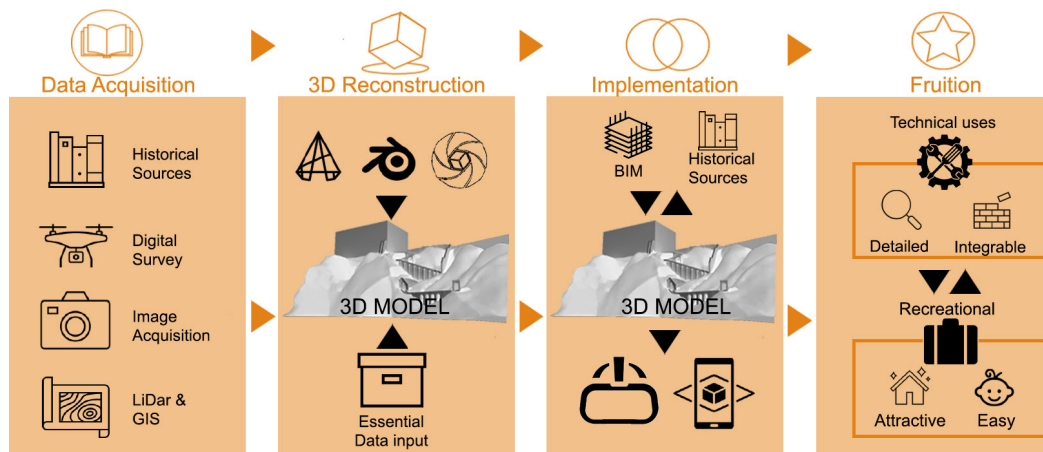 Data Acquisition
Historical
Sources
Digital
Survey
Image
Acquisition
LiDar &
GIS
3D Reconstruction
3D MODEL
Essential
Data input
Implementation
BIM
Historical
Sources
3D MODEL
Fruition
Technical uses
Detailed
Integrable
Recreational
Attractive
Easy